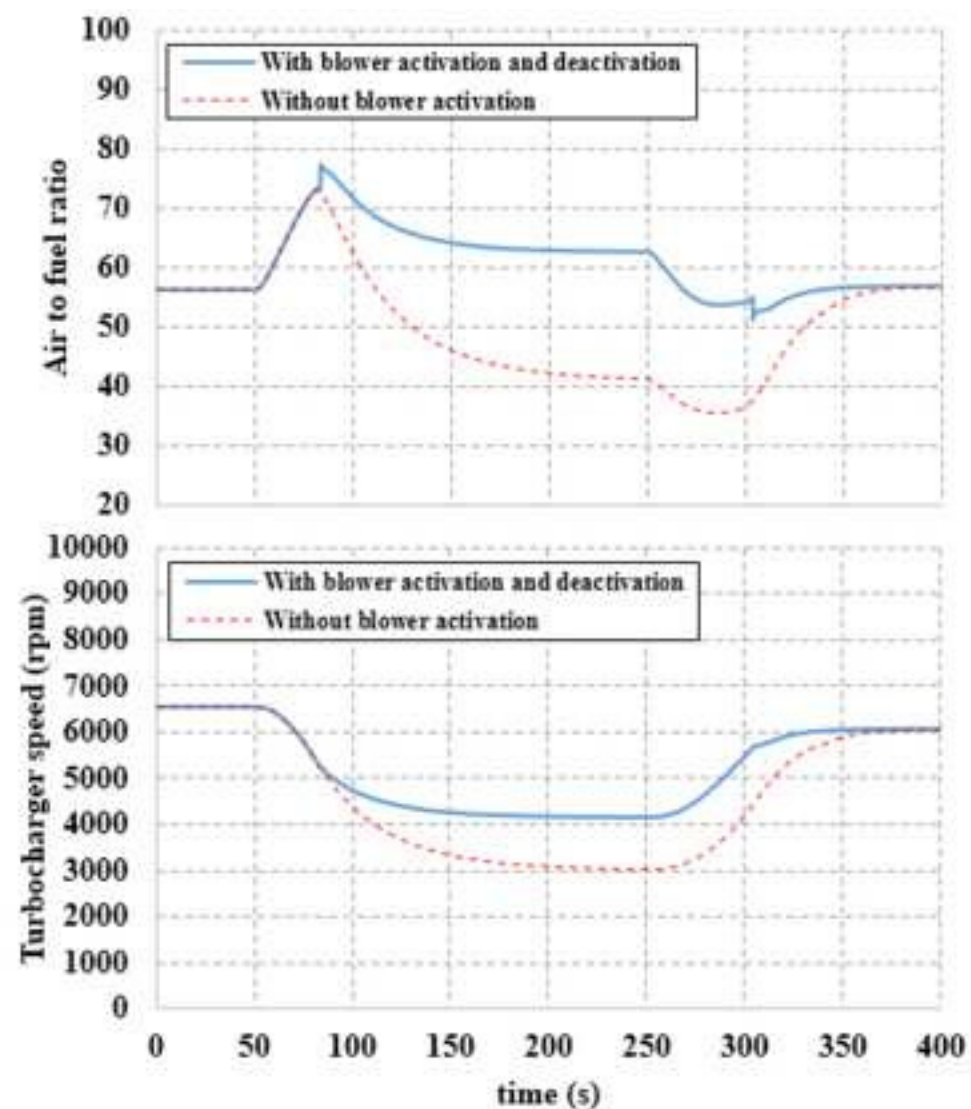 100
With blower activation and deactivation
90
Without blower activation
80
70
60
50
40
30
20
Air to fuel ratio
10000
With blower activation and deactivation
9000
Without blower activation
8000
7000
6000
5000
4000
3000
2000
1000
0
Turbocharger speed (rpm)
0 50 100 150 200 250 300 350 400
time (s)